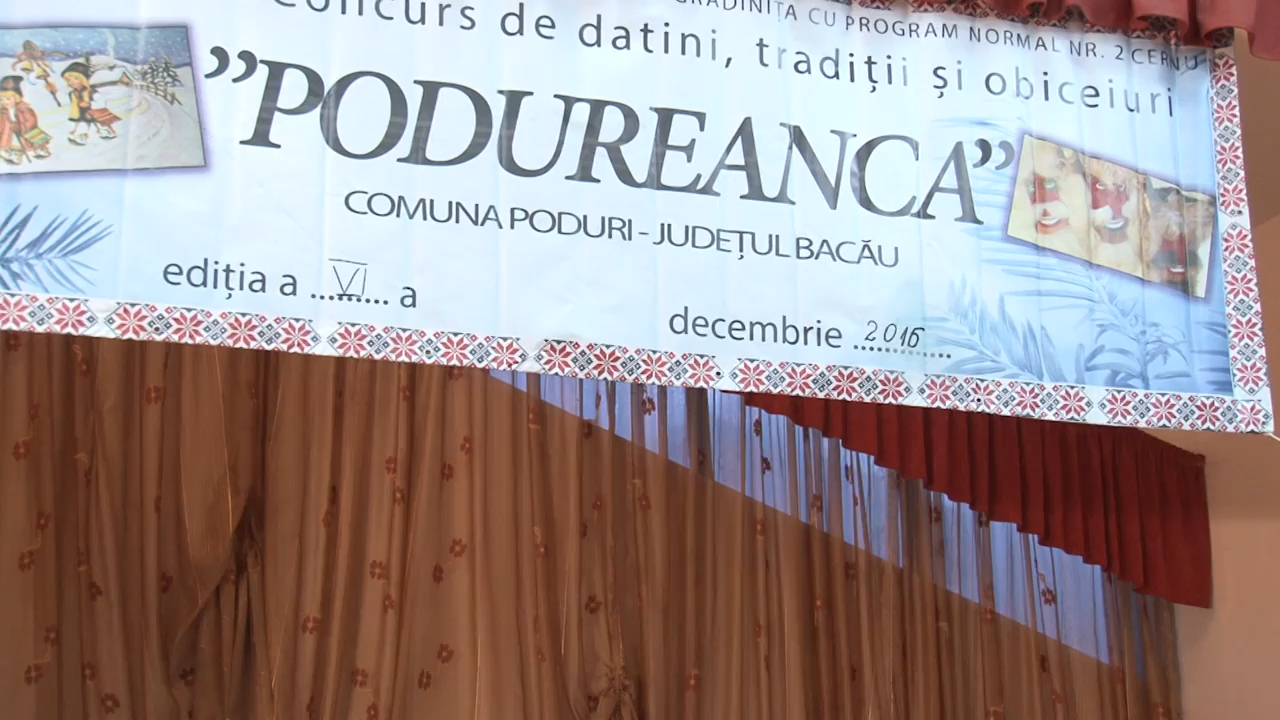 GRĂDINIȚA CU PROGRAM NORMAL NR. 2 CERNU
Concurs de datini, tradiții și obiceiuri
”PODUREANCA”
COMUNA PODURI - JUDEȚUL BACĂU
ediția a ...VI... a
decembrie ..2016....